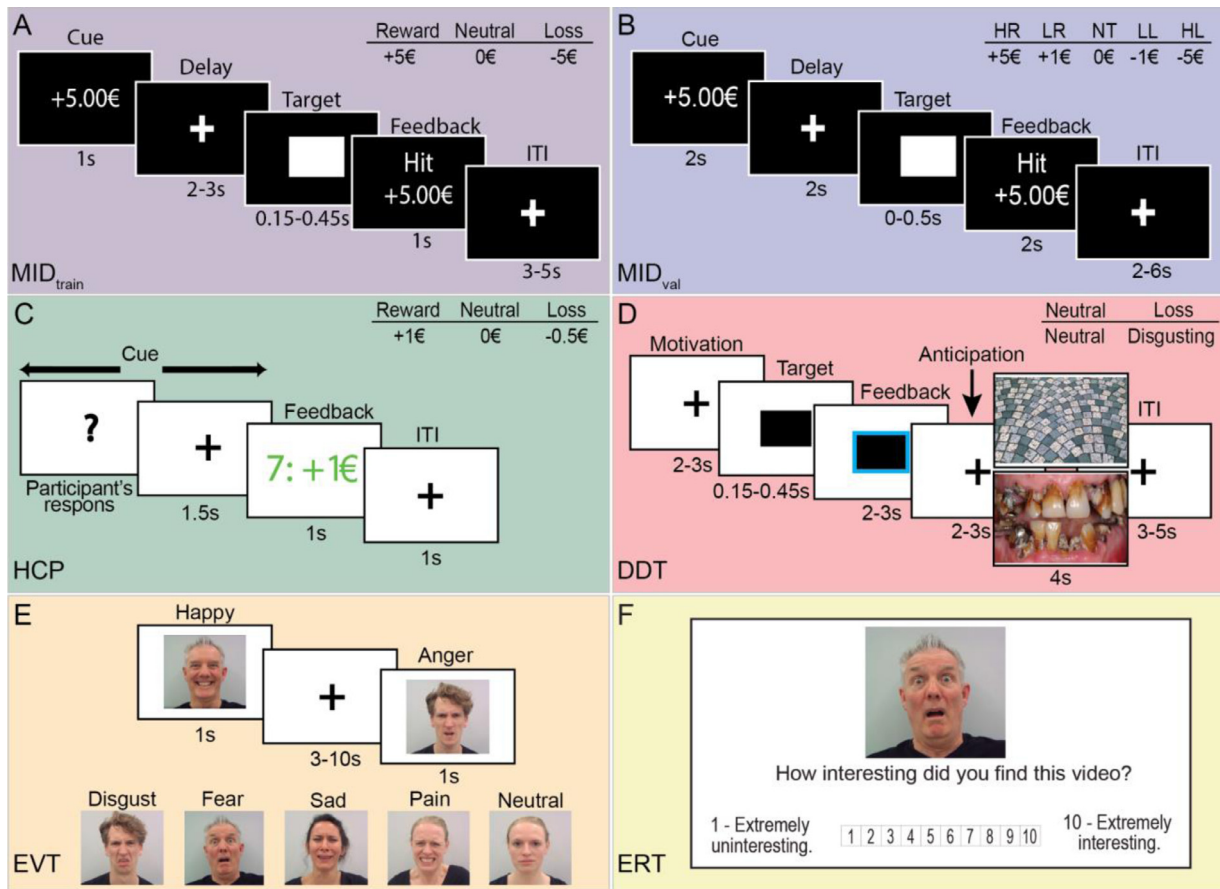 A
Cue
+5.00€
1s
Delay
2-3s
Target
0.15-0.45s
Feedback
Hit
+5.00€
1s
ITI
3-5s
Reward Neutral Loss
+5€ 0€ -5€
MIDtrain
B
Cue
+5.00€
2s
Delay
2s
Target
0-0.5s
Feedback
Hit
+5.00€
2s
ITI
2-6s
HR LR NT LL HL
+5€ +1€ 0€ -1€ -5€
MIDval
C
Reward Neutral Loss
+1€ 0€ -0.5€
Cue
?
Participant's
respons
1.5s
Feedback
7: +1€
1s
ITI
1s
HCP
D
Neutral Loss
Neutral Disgusting
Motivation
2-3s
Target
0.15-0.45s
Feedback
2-3s
Anticipation
2-3s
4s
ITI
3-5s
DDT
E
Happy
1s
3-10s
Anger
1s
Disgust Fear Sad Pain Neutral
EVT
F
How interesting did you find this video?
1 - Extremely
uninteresting.
1 2 3 4 5 6 7 8 9 10
10 - Extremely
interesting.
ERT